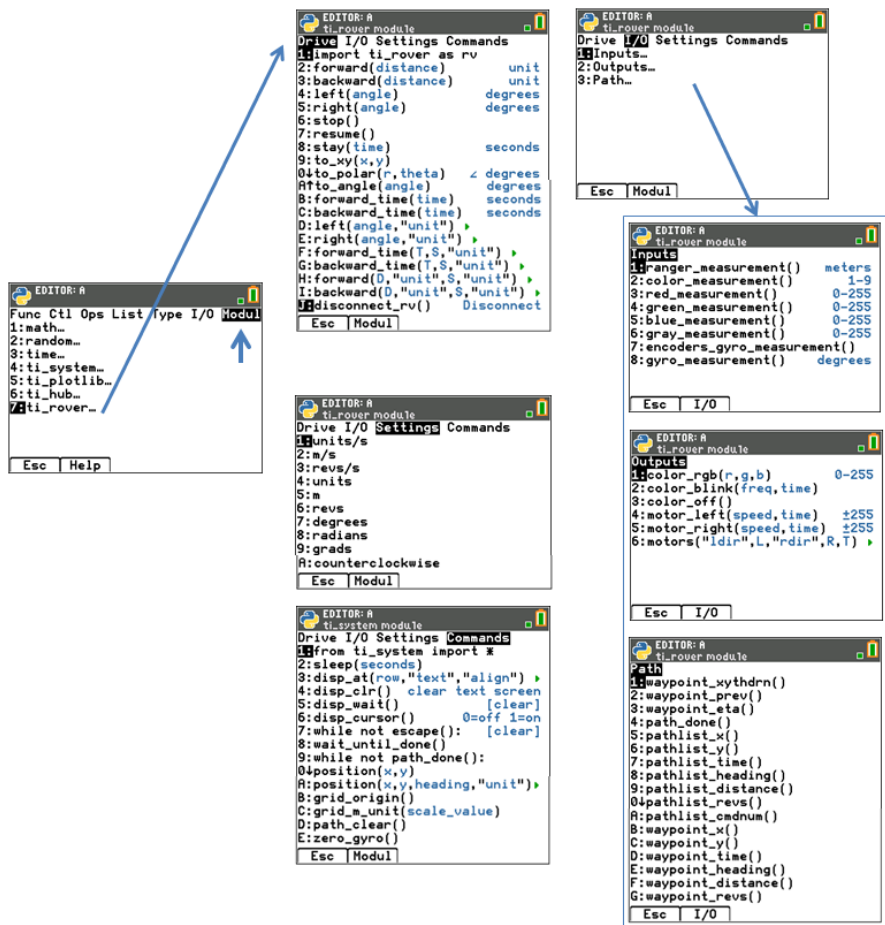 EDITOR: A
Func Ctl Ops List Type I/O Modul
1:math…
2:random…
3:time…
4:ti_system…
5:ti_plotlib…
6:ti_hub…
7:ti_rover…
Esc Help
EDITOR: A
ti_rover module
Drive I/O Settings Commands
1:import ti_rover as rv
2:forward(distance) unit
3:backward(distance) unit
4:left(angle) degrees
5:right(angle) degrees
6:stop()
7:resume()
8:stay(time) seconds
9:to_xy(x,y)
0↓to_polar(r,theta) ∠ degrees
A↑to_angle(angle) degrees
B:forward_time(time) seconds
C:backward_time(time) seconds
D:left(angle,"unit") ▸
E:right(angle,"unit") ▸
F:forward_time(T,S,"unit") ▸
G:backward_time(T,S,"unit") ▸
H:forward(D,"unit",S,"unit") ▸
I:backward(D,"unit",S,"unit") ▸
J:disconnect_rv() Disconnect
Esc Modul
EDITOR: A
ti_rover module
Drive I/O Settings Commands
1:units/s
2:m/s
3:revs/s
4:units
5:m
6:revs
7:degrees
8:radians
9:grads
A:counterclockwise
Esc Modul
EDITOR: A
ti_system module
Drive I/O Settings Commands
1:from ti_system import *
2:sleep(seconds)
3:disp_at(row,"text","align") ▸
4:disp_clr() clear text screen
5:disp_wait() [clear]
6:disp_cursor() 0=off 1=on
7:while not escape(): [clear]
8:wait_until_done()
9:while not path_done():
0↓position(x,y)
A:position(x,y,heading,"unit")▸
B:grid_origin()
C:grid_m_unit(scale_value)
D:path_clear()
E:zero_gyro()
Esc Modul
EDITOR: A
ti_rover module
Drive I/O Settings Commands
1:Inputs…
2:Outputs…
3:Path…
Esc Modul
EDITOR: A
ti_rover module
Inputs
1:ranger_measurement() meters
2:color_measurement() 1-9
3:red_measurement() 0-255
4:green_measurement() 0-255
5:blue_measurement() 0-255
6:gray_measurement() 0-255
7:encoders_gyro_measurement()
8:gyro_measurement() degrees
Esc I/O
EDITOR: A
ti_rover module
Outputs
1:color_rgb(r,g,b) 0-255
2:color_blink(freq,time)
3:color_off()
4:motor_left(speed,time) ±255
5:motor_right(speed,time) ±255
6:motors("ldir",L,"rdir",R,T) ▸
Esc I/O
EDITOR: A
ti_rover module
Path
1:waypoint_xythdrn()
2:waypoint_prev()
3:waypoint_eta()
4:path_done()
5:pathlist_x()
6:pathlist_y()
7:pathlist_time()
8:pathlist_heading()
9:pathlist_distance()
0↓pathlist_revs()
A:pathlist_cmdnum()
B:waypoint_x()
C:waypoint_y()
D:waypoint_time()
E:waypoint_heading()
F:waypoint_distance()
G:waypoint_revs()
Esc I/O